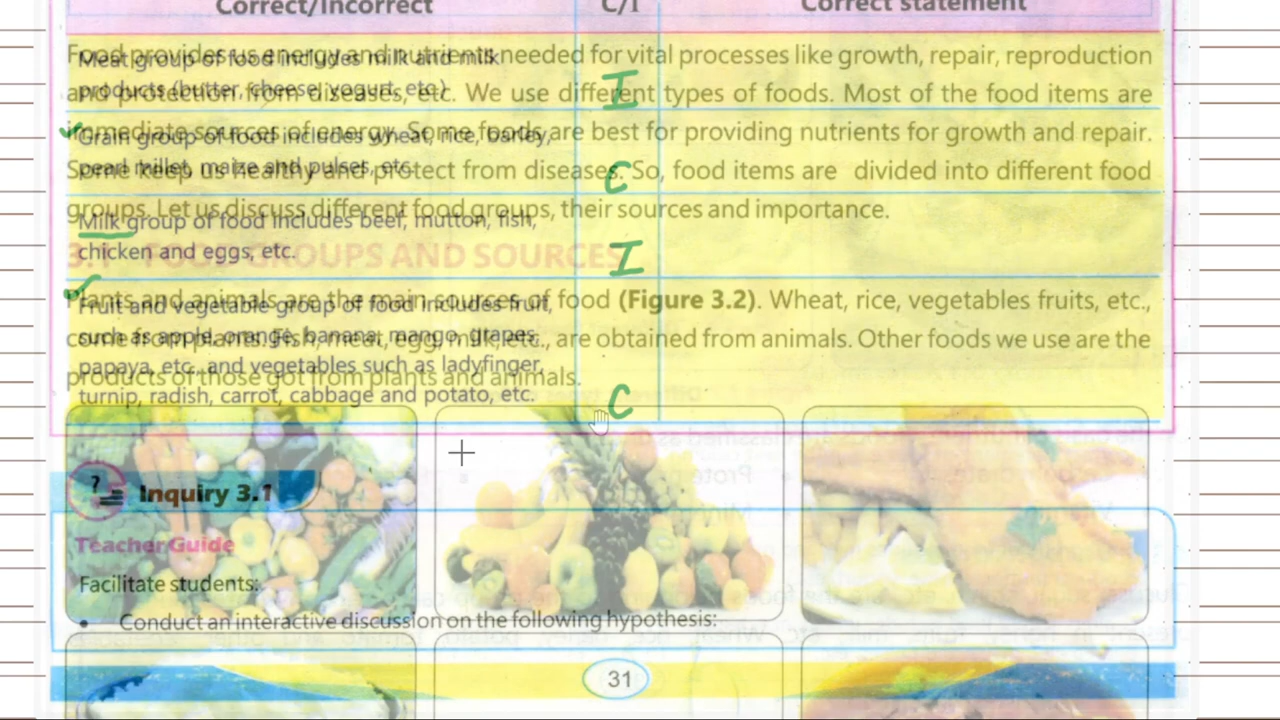 Correct/Incorrect C/I Correct statement
Food provides us energy and nutrients needed for vital processes like growth, repair, reproduction
Meat group of food includes milk and milk
products (butter, cheese, yogurt, etc.)
I
and protection from diseases, etc. We use different types of foods. Most of the food items are
immediate sources of energy. Some foods are best for providing nutrients for growth and repair.
Grain group of food includes wheat, rice, barley,
pearl millet, maize and pulses, etc.
C
Some keep us healthy and protect from diseases. So, food items are divided into different food
groups. Let us discuss different food groups, their sources and importance.
Milk group of food includes beef, mutton, fish,
chicken and eggs, etc.
I
3.1 FOOD GROUPS AND SOURCES
Plants and animals are the main sources of food (Figure 3.2). Wheat, rice, vegetables fruits, etc.,
Fruit and vegetable group of food includes fruit,
such as apple, orange, banana, mango, grapes,
papaya, etc. and vegetables such as ladyfinger,
turnip, radish, carrot, cabbage and potato, etc.
C
come from plants. Fish, meat, egg, milk etc., are obtained from animals. Other foods we use are the
products of those got from plants and animals.
? Inquiry 3.1
Teacher Guide
Facilitate students:
• Conduct an interactive discussion on the following hypothesis:
31